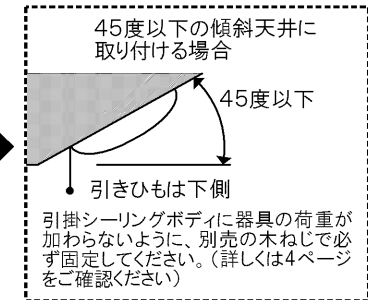 45度以下の傾斜天井に
取り付ける場合
45度以下
引きひもは下側
引掛シーリングボディに器具の荷重が
加わらないように、別売の木ねじで必
ず固定してください。(詳しくは4ページ
をご確認ください)